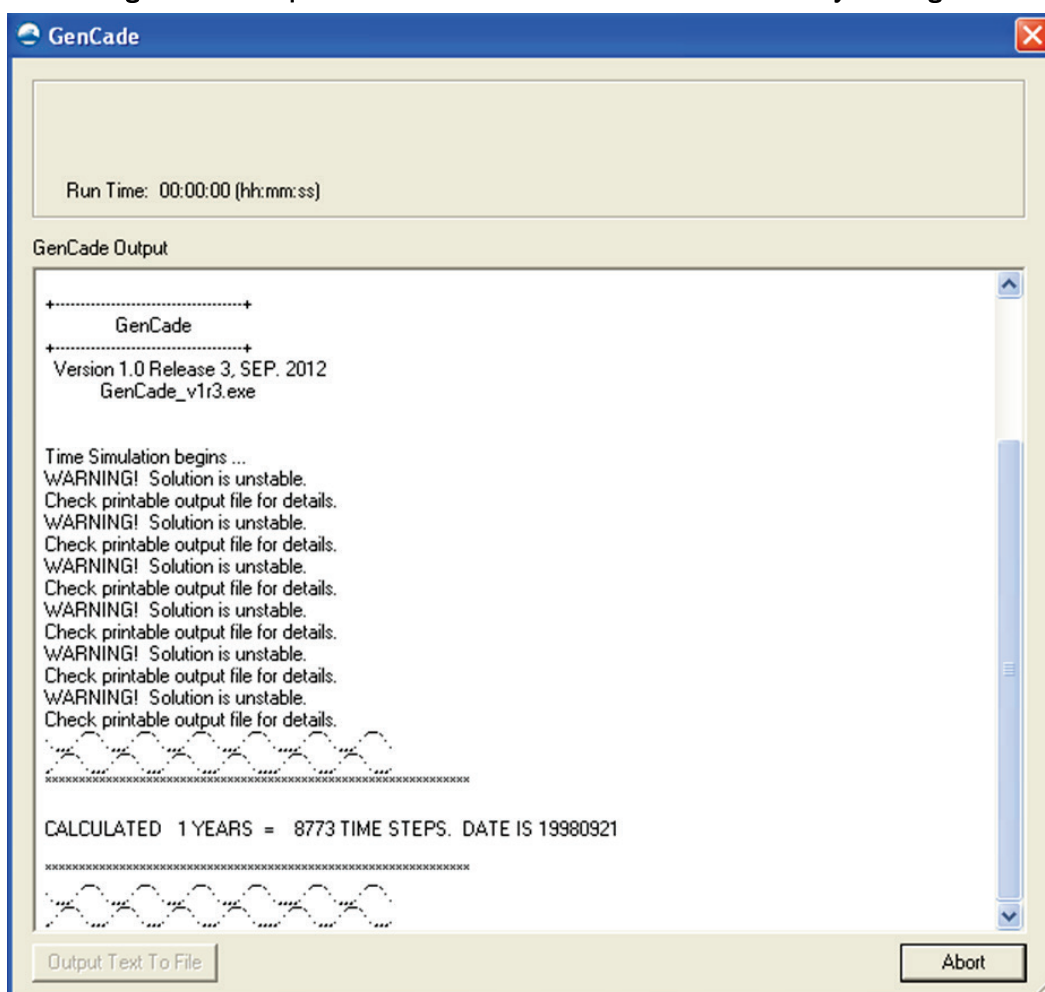 GenCade
Run Time: 00:00:00 (hh:mm:ss)
GenCade Output
+------------------------------------+
GenCade
+------------------------------------+
Version 1.0 Release 3, SEP. 2012
GenCade_v1r3.exe
Time Simulation begins ...
WARNING! Solution is unstable.
Check printable output file for details.
WARNING! Solution is unstable.
Check printable output file for details.
WARNING! Solution is unstable.
Check printable output file for details.
WARNING! Solution is unstable.
Check printable output file for details.
WARNING! Solution is unstable.
Check printable output file for details.
WARNING! Solution is unstable.
Check printable output file for details.
CALCULATED 1 YEARS = 8773 TIME STEPS. DATE IS 19980921
Output Text To File
Abort